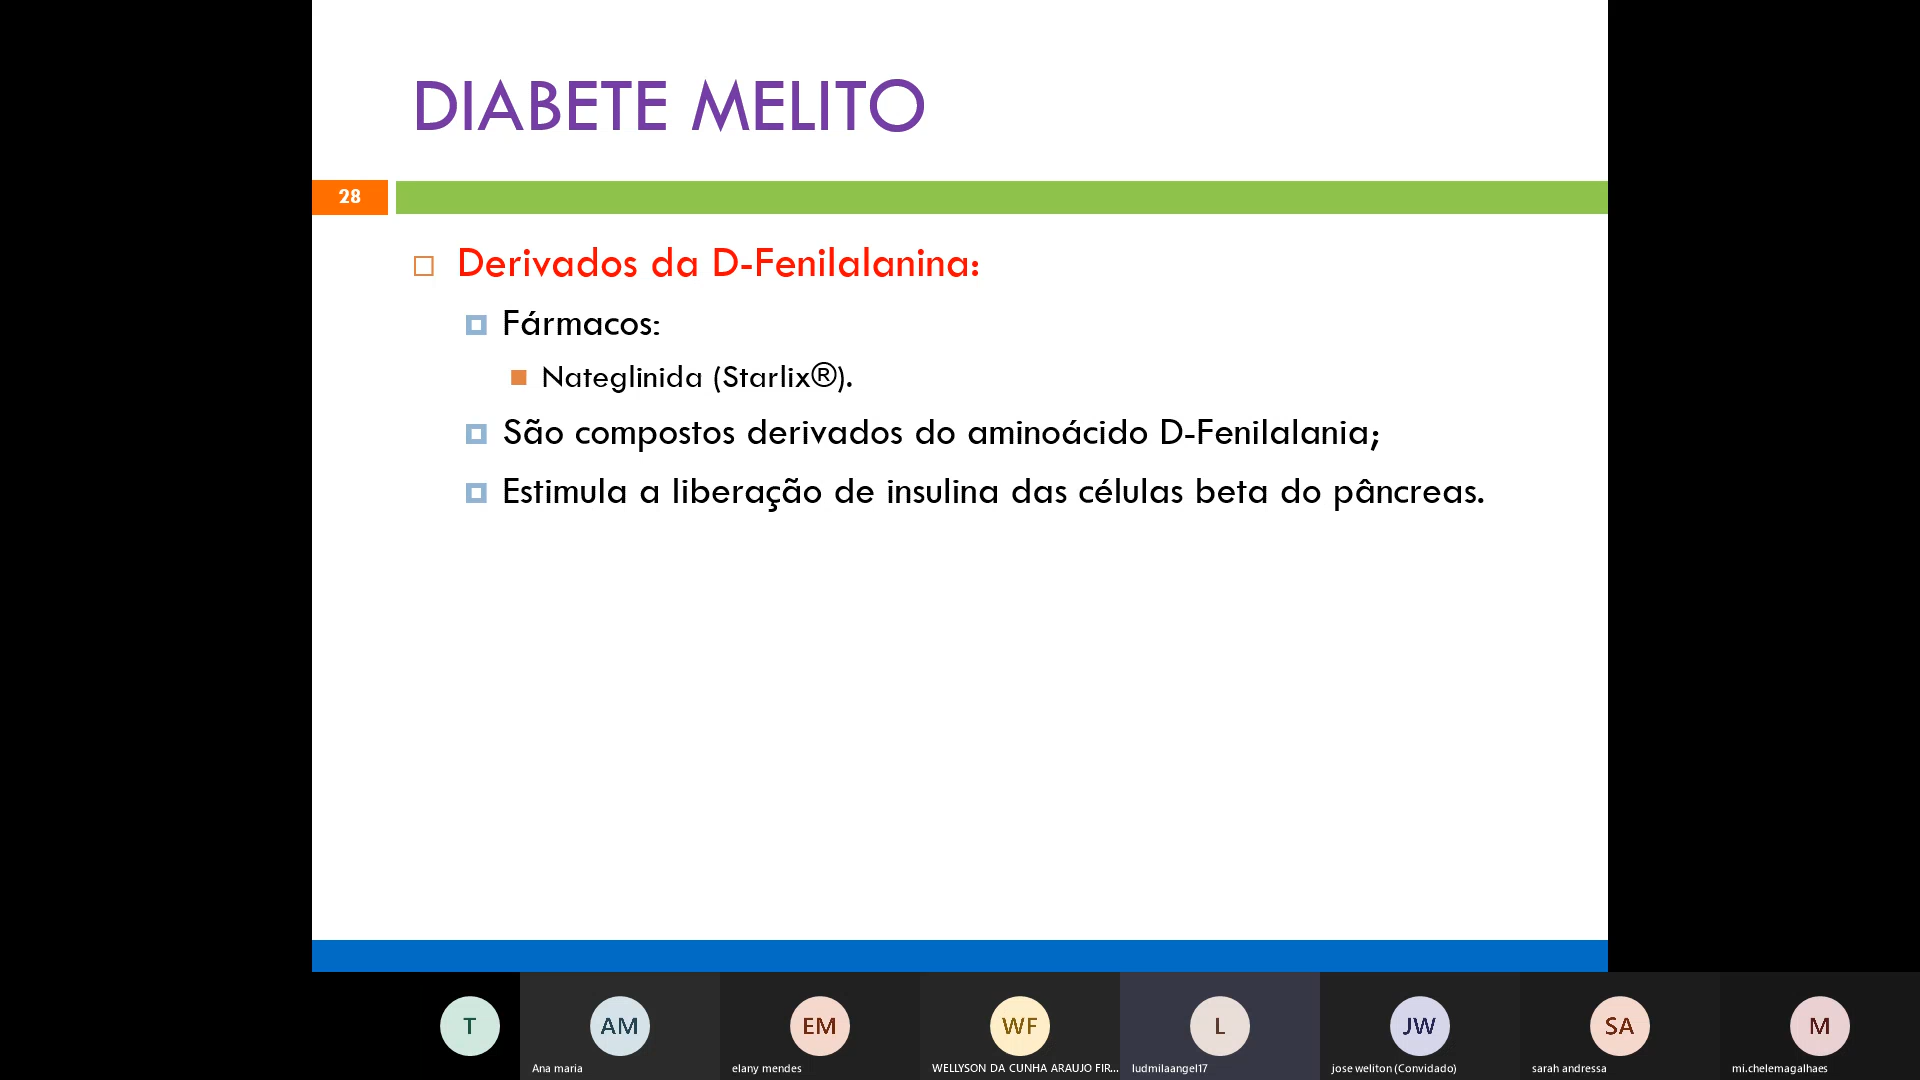 DIABETE MELITO
28
Derivados da D-Fenilalanina:
Fármacos:
Nateglinida (Starlix®).
São compostos derivados do aminoácido D-Fenilalania;
Estimula a liberação de insulina das células beta do pâncreas.
T
AM
EM
WF
L
JW
SA
M
Ana maria
elany mendes
WELLYSON DA CUNHA ARAUJO FIR...
ludmilaangel17
jose weliton (Convidado)
sarah andressa
mi.chelemagalhaes